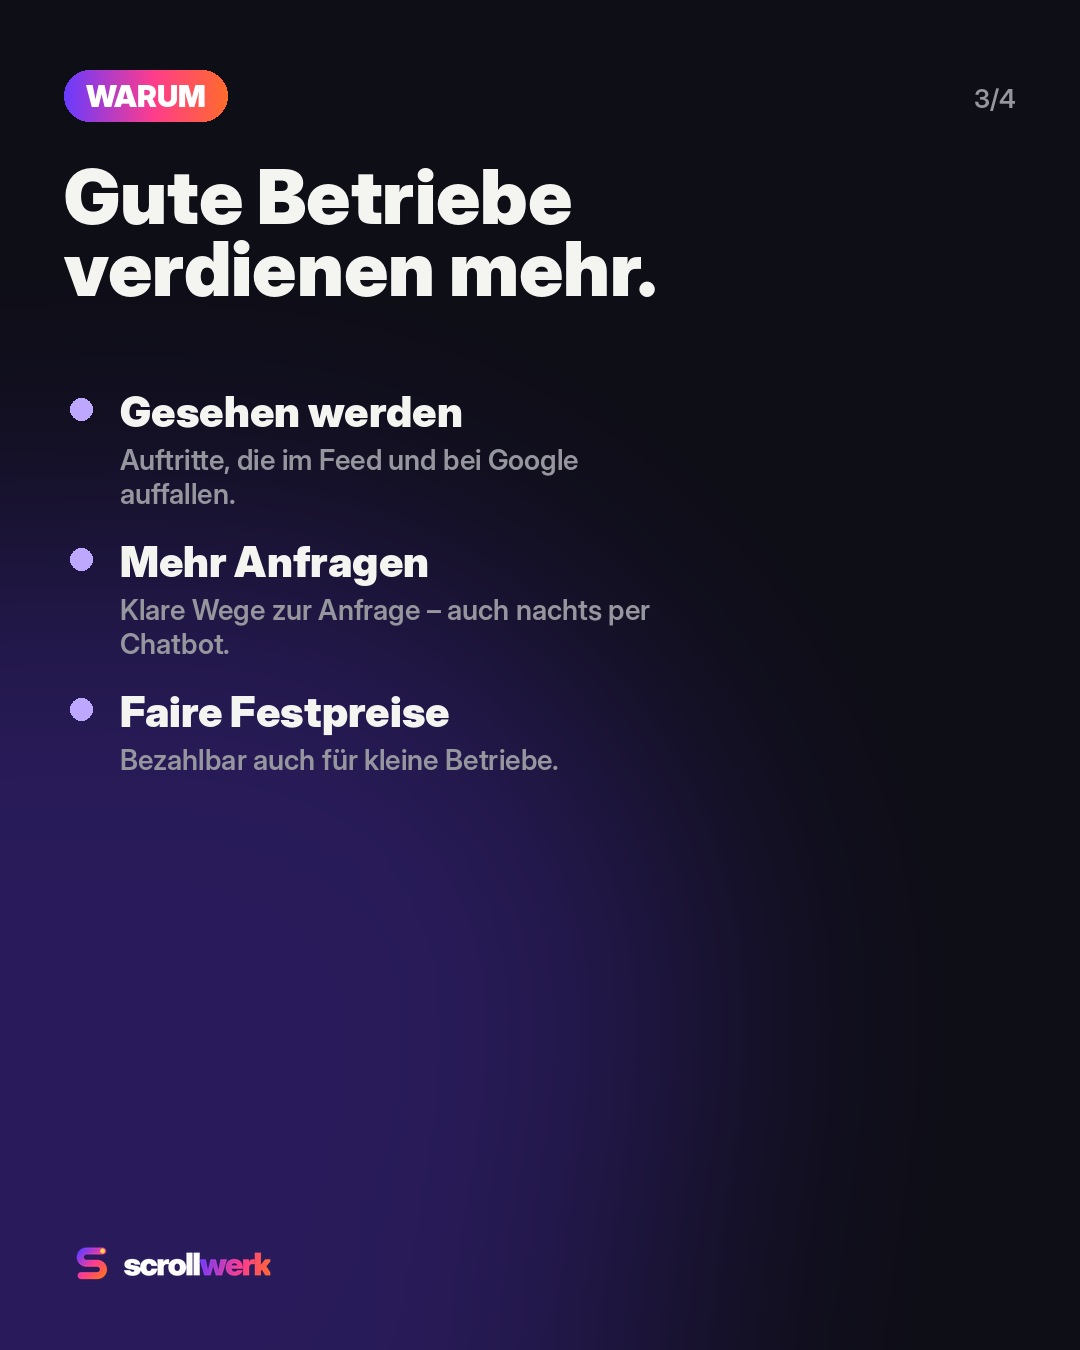 WARUM
3/4
Gute Betriebe
verdienen mehr.
Gesehen werden
Auftritte, die im Feed und bei Google
auffallen.
Mehr Anfragen
Klare Wege zur Anfrage – auch nachts per
Chatbot.
Faire Festpreise
Bezahlbar auch für kleine Betriebe.
scrollwerk